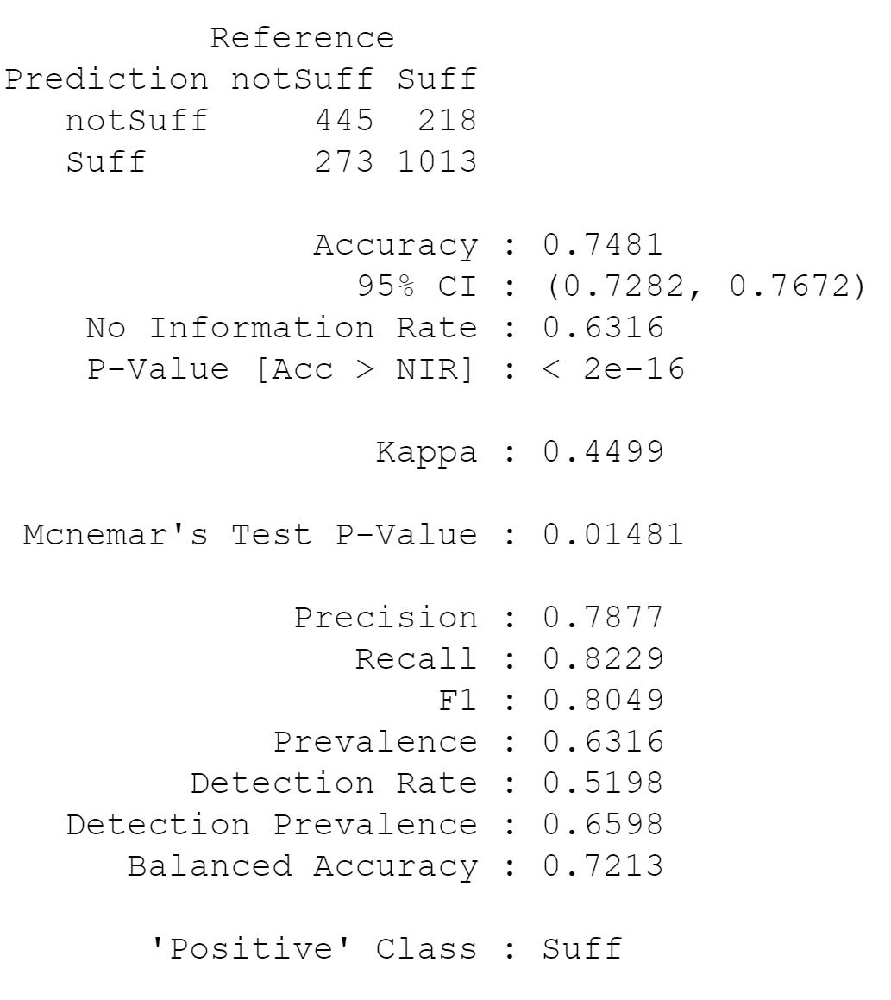 Reference
Prediction notSuff Suff
notSuff 445 218
Suff 273 1013
Accuracy : 0.7481
95% CI : (0.7282, 0.7672)
No Information Rate : 0.6316
P-Value [Acc > NIR] : < 2e-16
Kappa : 0.4499
Mcnemar's Test P-Value : 0.01481
Precision : 0.7877
Recall : 0.8229
F1 : 0.8049
Prevalence : 0.6316
Detection Rate : 0.5198
Detection Prevalence : 0.6598
Balanced Accuracy : 0.7213
'Positive' Class : Suff